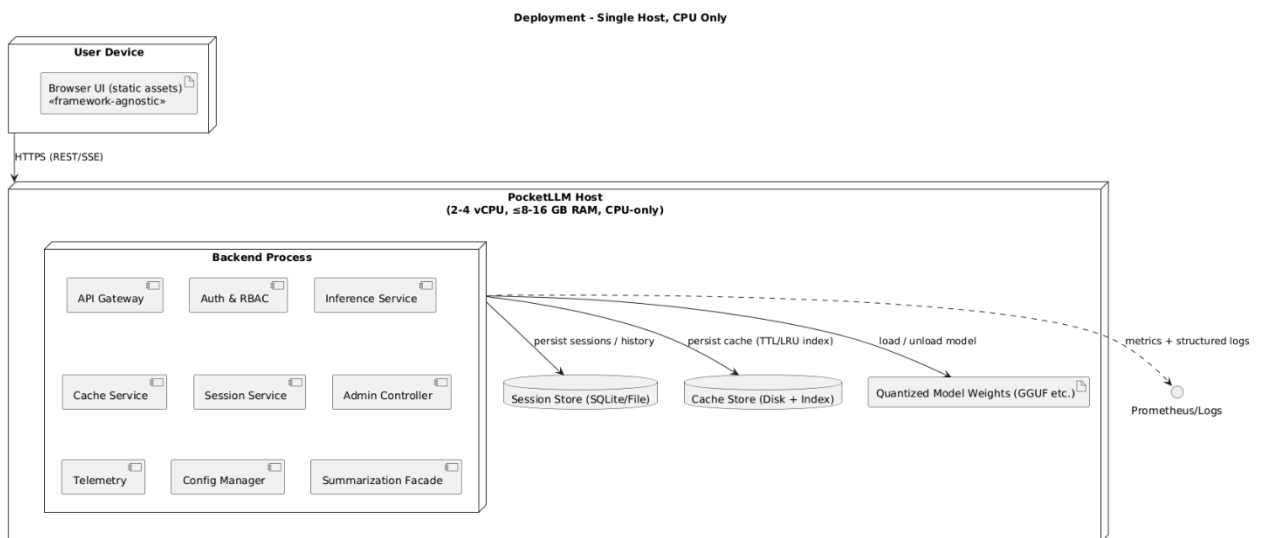 Deployment - Single Host, CPU Only
User Device
Browser UI (static assets)
«framework-agnostic»
HTTPS (REST/SSE)
PocketLLM Host
(2-4 vCPU, ≤8-16 GB RAM, CPU-only)
Backend Process
API Gateway
Auth & RBAC
Inference Service
persist sessions / history
persist cache (TTL/LRU index)
load / unload model
metrics + structured logs
Cache Service
Session Service
Admin Controller
Session Store (SQLite/File)
Cache Store (Disk + Index)
Quantized Model Weights (GGUF etc.)
Prometheus/Logs
Telemetry
Config Manager
Summarization Facade